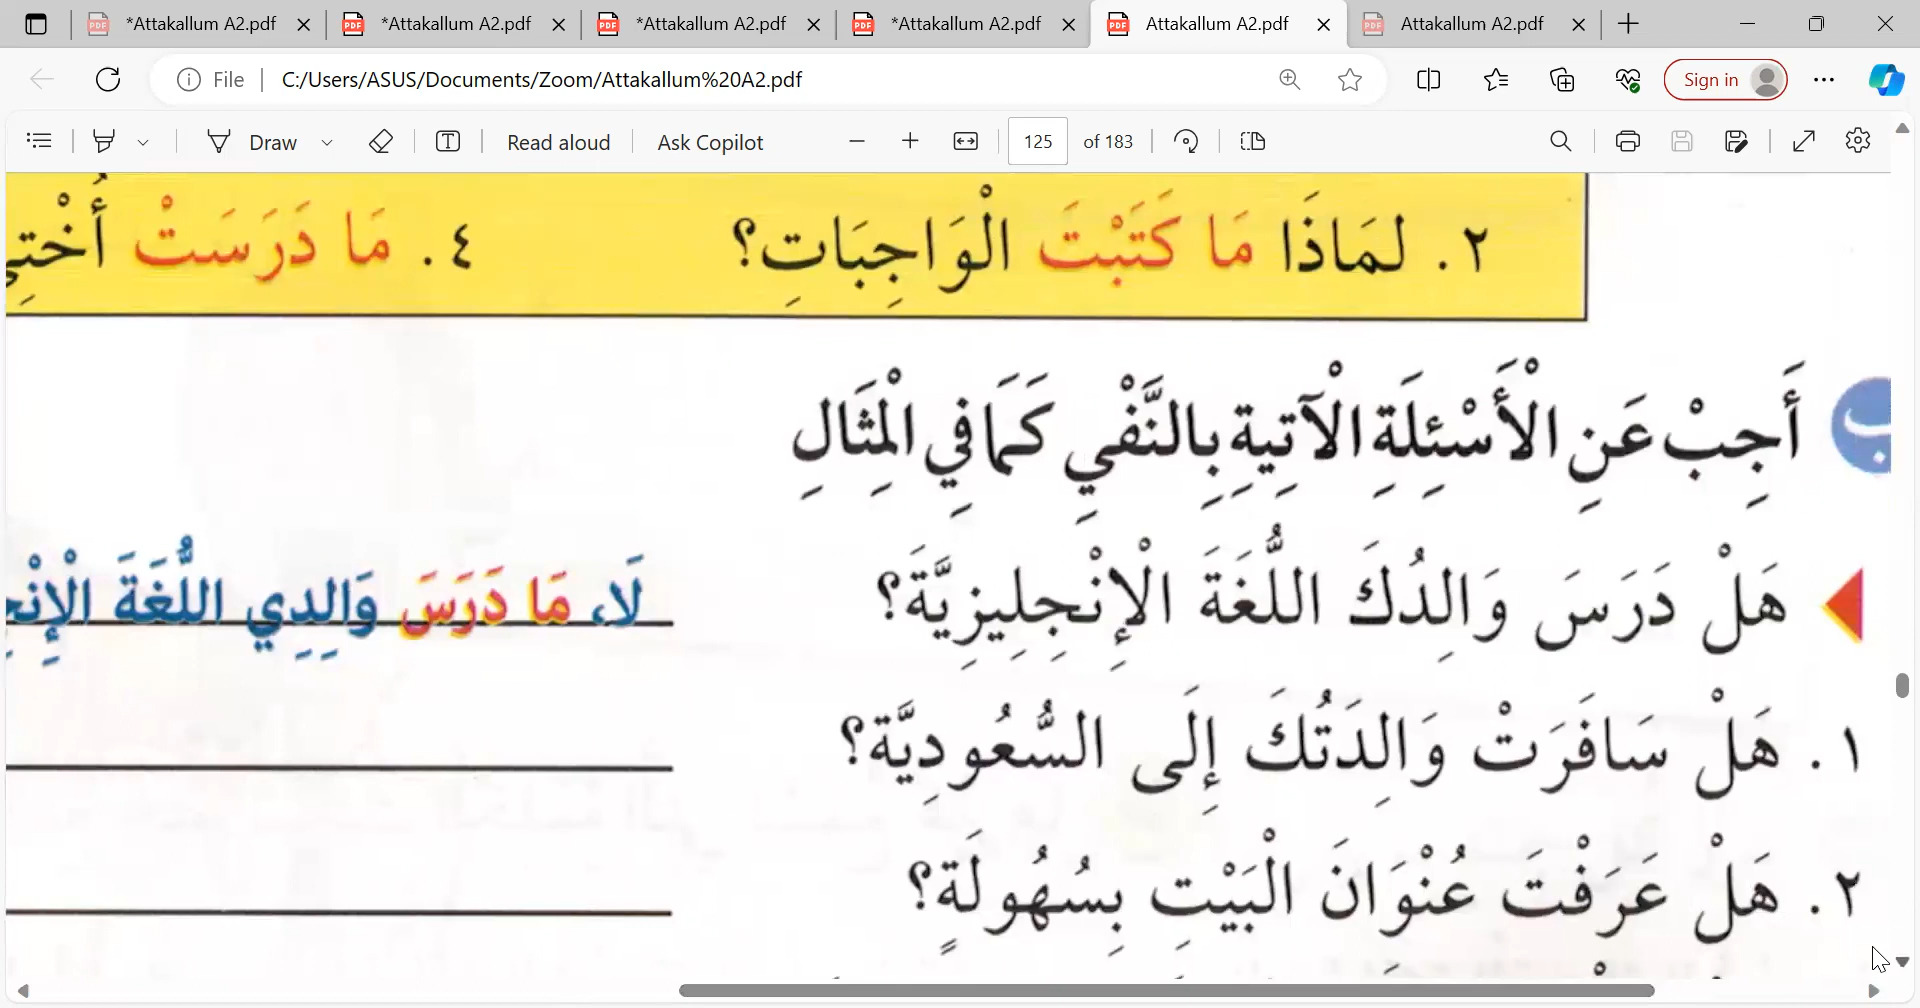 *Attakallum A2.pdf
*Attakallum A2.pdf
*Attakallum A2.pdf
*Attakallum A2.pdf
Attakallum A2.pdf
Attakallum A2.pdf
File
C:/Users/ASUS/Documents/Zoom/Attakallum%20A2.pdf
Sign in
Draw
Read aloud
Ask Copilot
125 of 183
٢. لِمَاذَا مَا كَتَبْتَ الْوَاجِبَاتِ؟
٤. مَا دَرَسَتْ
ب
أَجِبْ عَنِ الْأَسْئِلَةِ الْآتِيَةِ بِالنَّفْيِ كَمَا فِي الْمِثَالِ
هَلْ دَرَسَ وَالِدُكَ اللُّغَةَ الْإِنْجِلِيزِيَّةَ؟
لَا، مَا دَرَسَ وَالِدِي اللُّغَةَ
١. هَلْ سَافَرَتْ وَالِدَتُكَ إِلَى السُّعُودِيَّة؟
٢. هَلْ عَرَفْتَ عُنْوَانَ الْبَيْتِ بِسُهُولَةٍ؟